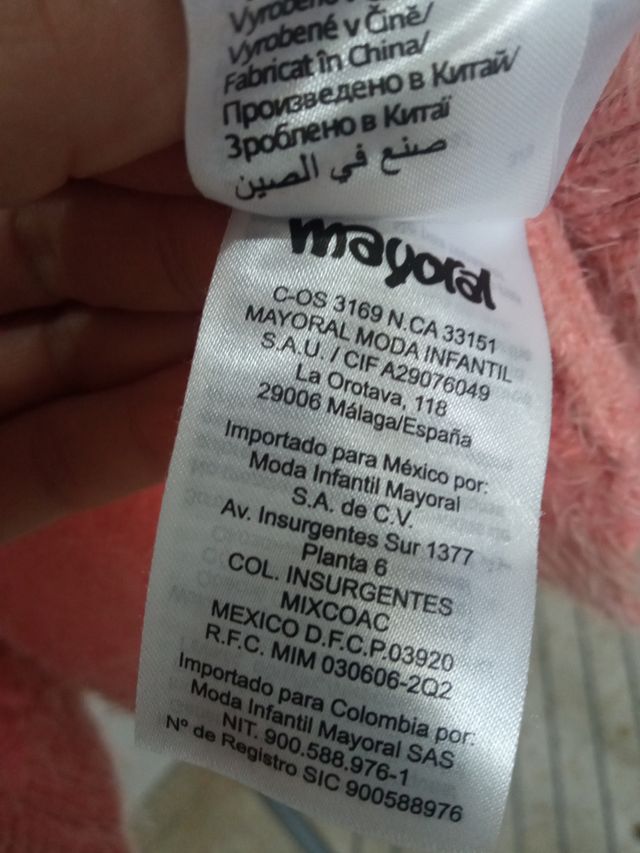 Vyrobené v Číně/
Fabricat în China/
Произведено в Китай/
Зроблено в Китаї
صنع في الصين
mayoral
C-OS 3169 N.CA 33151
MAYORAL MODA INFANTIL
S.A.U. / CIF A29076049
La Orotava, 118
29006 Málaga/España
Importado para México por:
Moda Infantil Mayoral
S.A. de C.V.
Av. Insurgentes Sur 1377
Planta 6
COL. INSURGENTES
MIXCOAC
MEXICO D.F.C.P.03920
R.F.C. MIM 030606-2Q2
Importado para Colombia por:
Moda Infantil Mayoral SAS
NIT. 900.588.976-1
Nº de Registro SIC 900588976